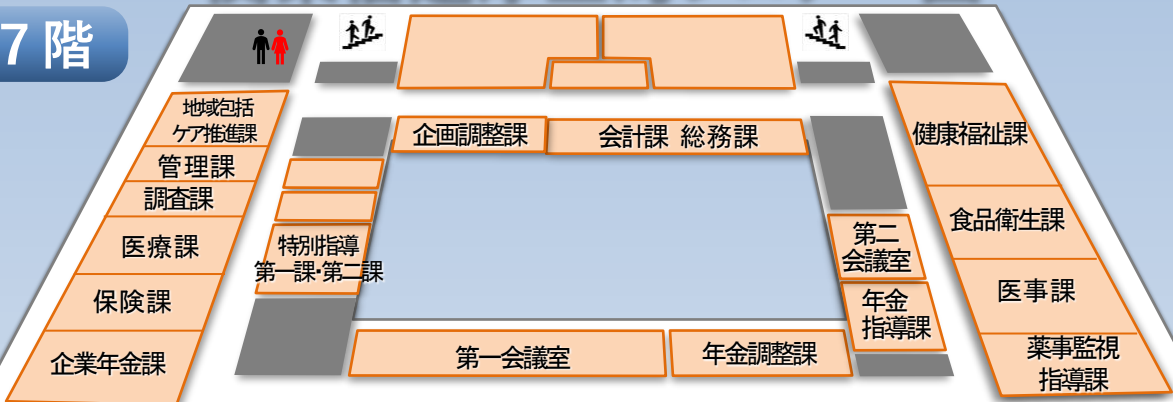 7階
企画調整課
会計課 総務課
地域包括
ケア推進課
管理課
調査課
医療課
保険課
企業年金課
特別指導
第一課・第二課
第一会議室
年金調整課
第二
会議室
年金
指導課
健康福祉課
食品衛生課
医事課
薬事監視
指導課